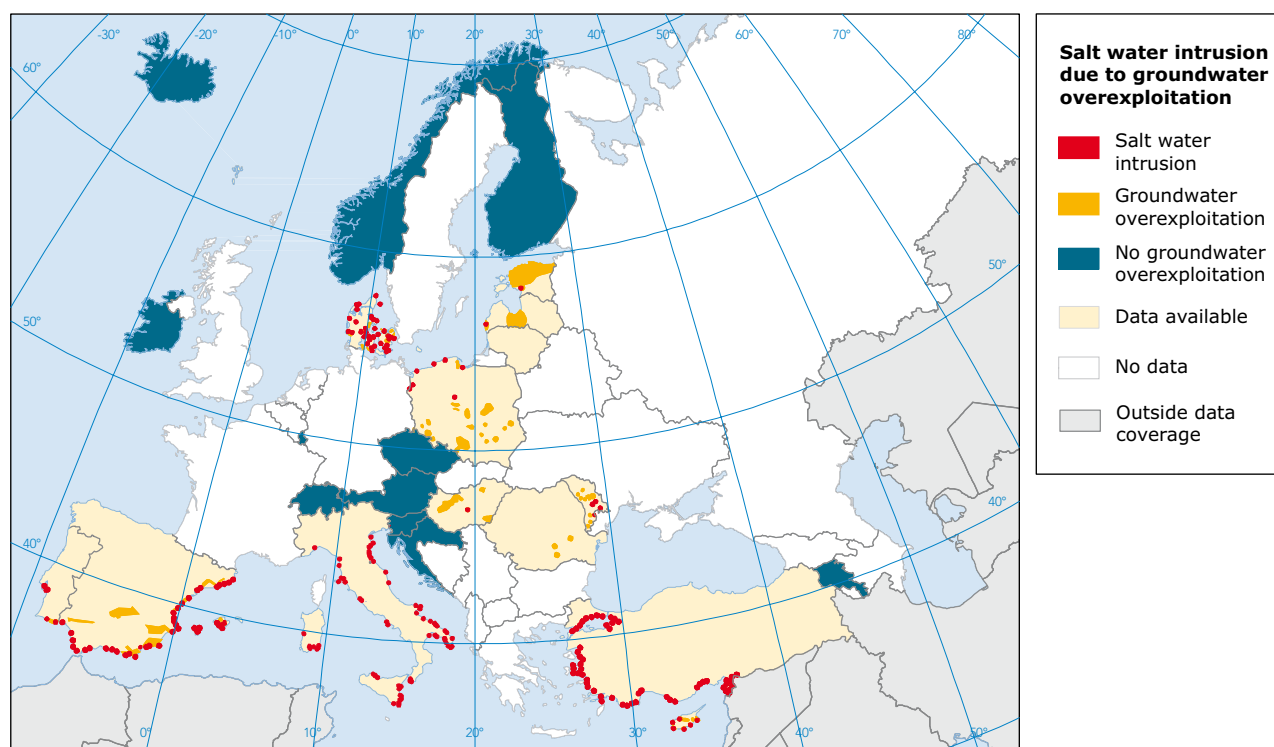 -30°
-20°
-10°
0°
10°
20°
30°
40°
50°
60°
70°
80°
60°
50°
40°
50°
40°
0°
10°
20°
30°
40°
50°
Salt water intrusion
due to groundwater
overexploitation
Salt water
intrusion
Groundwater
overexploitation
No groundwater
overexploitation
Data available
No data
Outside data
coverage